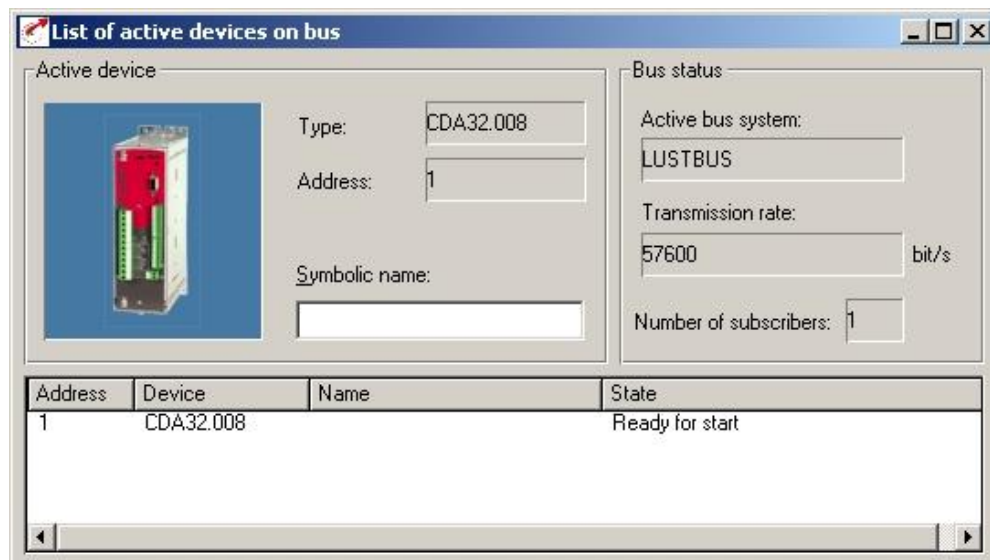 List of active devices on bus
Active device
Type: CDA32.008
Address: 1
Symbolic name:
Bus status
Active bus system:
LUSTBUS
Transmission rate:
57600 bit/s
Number of subscribers: 1
Address Device Name State
1 CDA32.008 Ready for start